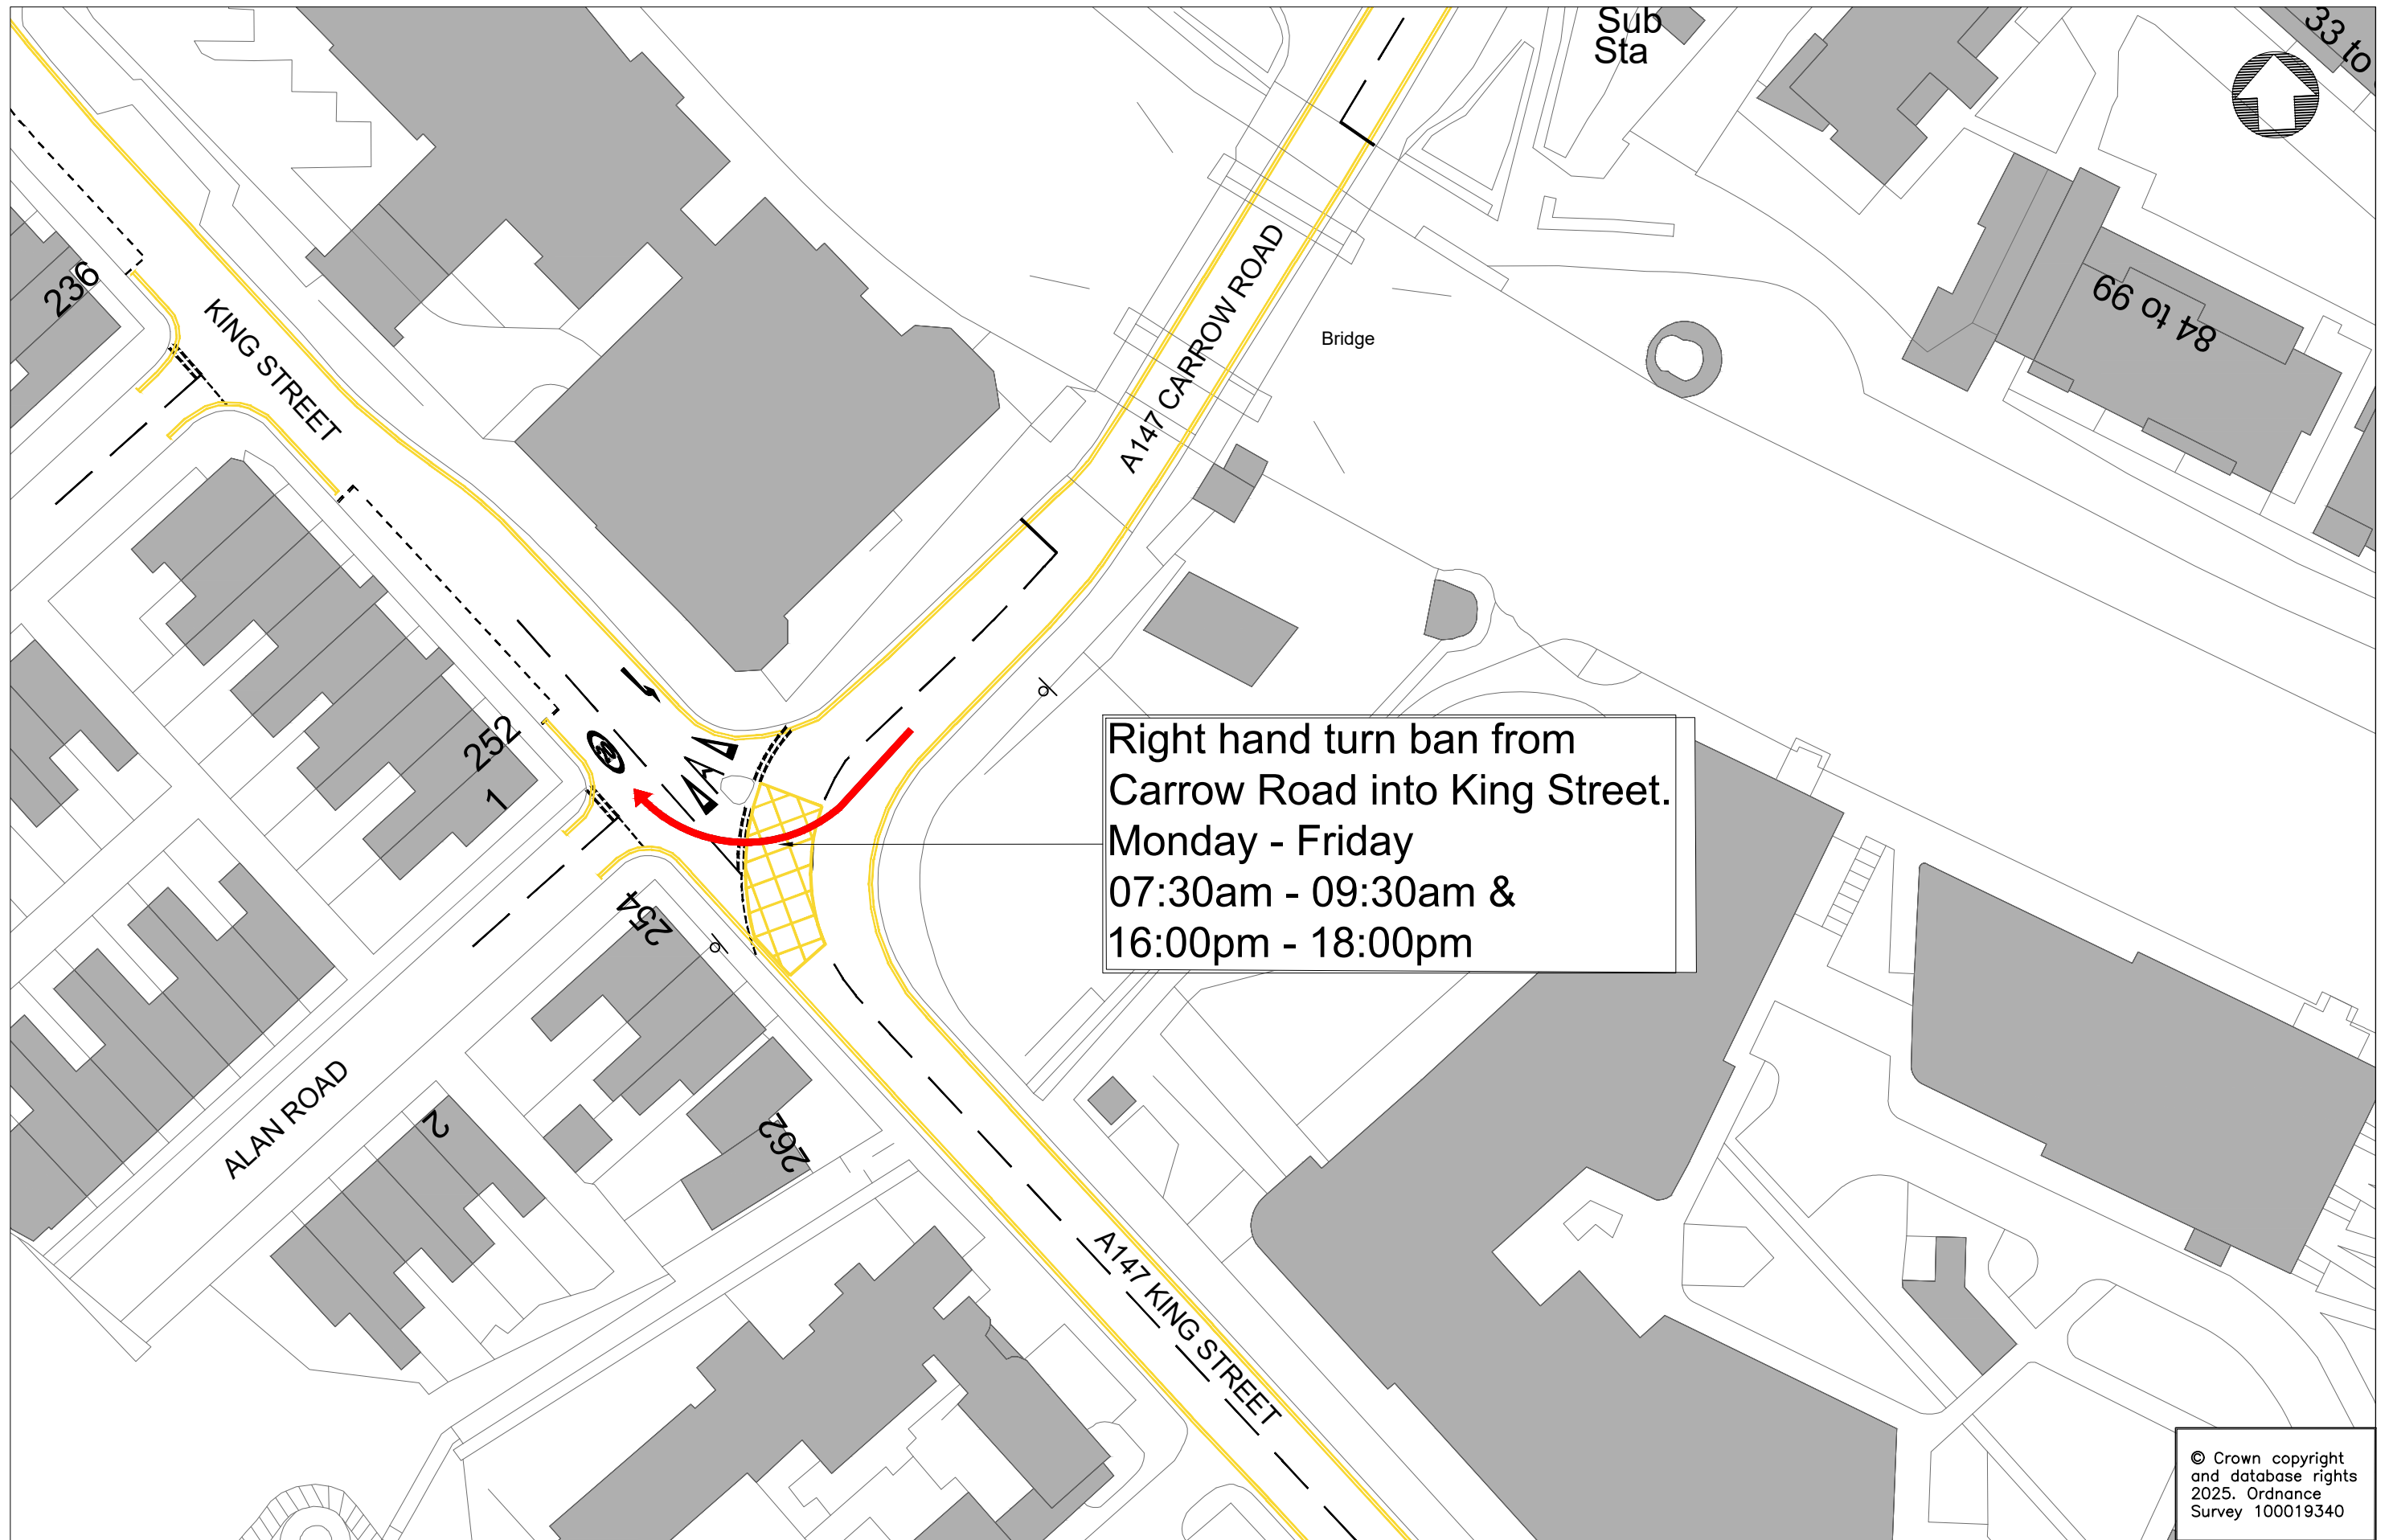 Sub
Sta
33 to
236
KING STREET
A147 CARROW ROAD
Bridge
84 to 99
252
1
20
Right hand turn ban from
Carrow Road into King Street.
Monday - Friday
07:30am - 09:30am &
16:00pm - 18:00pm
254
ALAN ROAD
2
262
A147 KING STREET
© Crown copyright
and database rights
2025. Ordnance
Survey 100019340